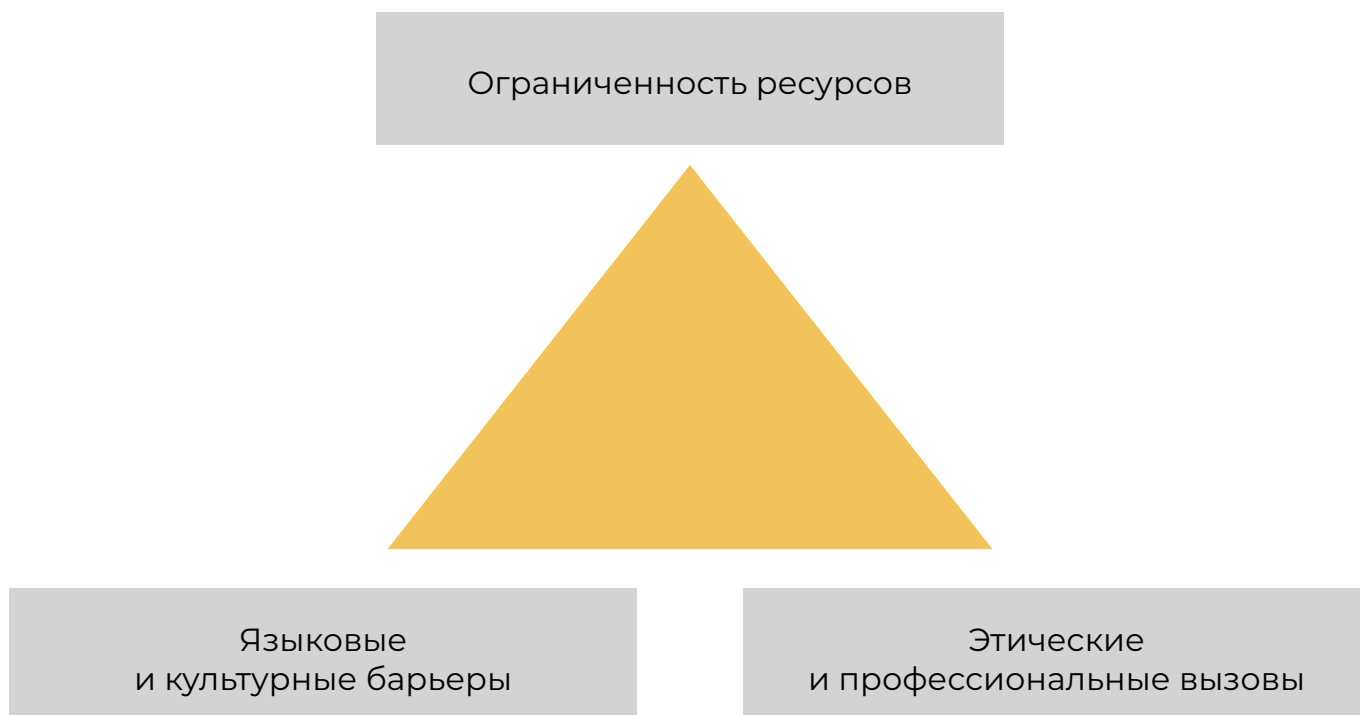 Ограниченность ресурсов
Языковые
и культурные барьеры
Этические
и профессиональные вызовы